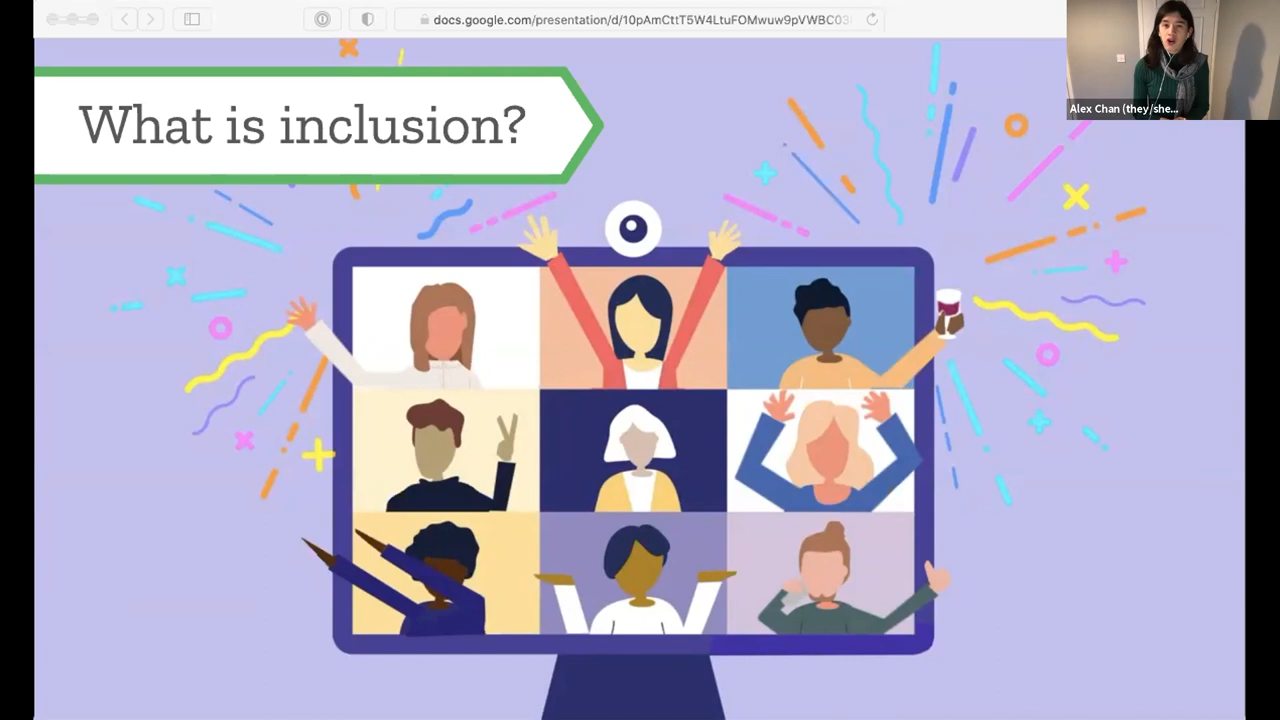 docs.google.com/presentation/d/10pAmCttT5W4LtuFOMwuw9pVWBC03
What is inclusion?
Alex Chan (they/she...